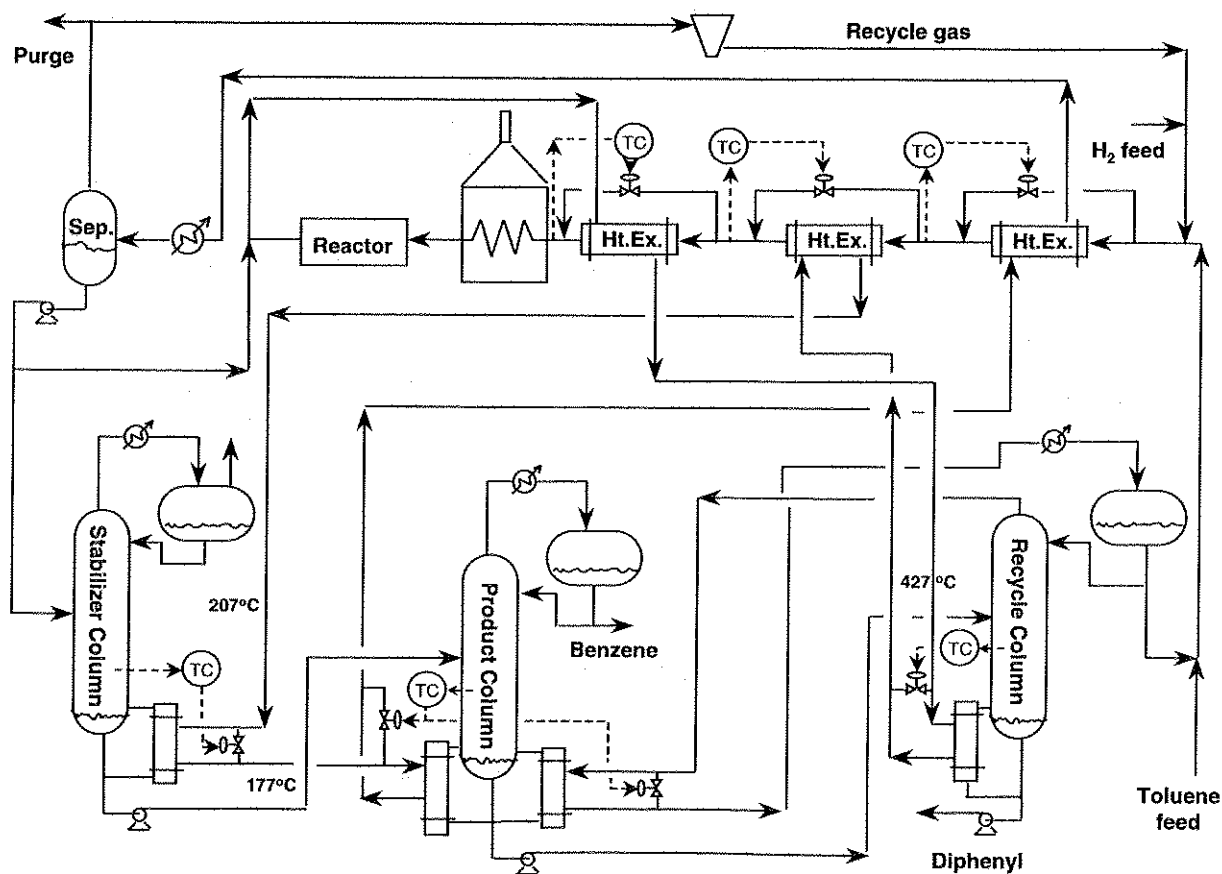 Purge
Recycle gas
H₂ feed
TC
TC
TC
Sep.
Reactor
Ht.Ex.
Ht.Ex.
Ht.Ex.
Stabilizer Column
207°C
TC
177°C
Product Column
Benzene
TC
427 °C
Recycle Column
TC
Toluene
feed
Diphenyl